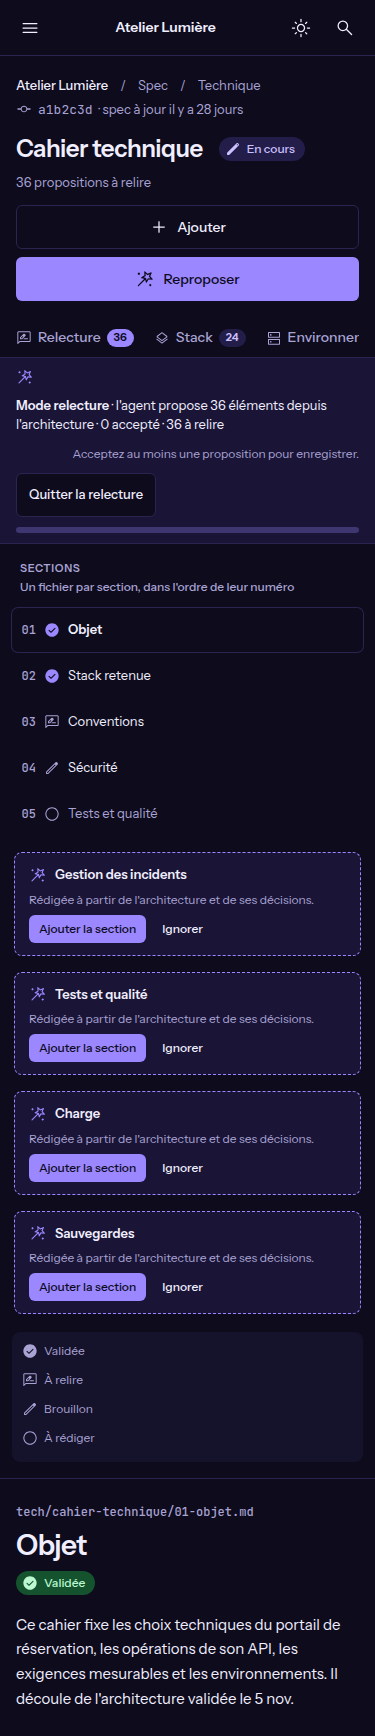 Atelier Lumière
Atelier Lumière / Spec / Technique
a1b2c3d · spec à jour il y a 28 jours
Cahier technique En cours
36 propositions à relire
Ajouter
Reproposer
Relecture 36 Stack 24 Environner
Mode relecture · l'agent propose 36 éléments depuis
l'architecture · 0 accepté · 36 à relire
Acceptez au moins une proposition pour enregistrer.
Quitter la relecture
SECTIONS
Un fichier par section, dans l'ordre de leur numéro
01 Objet
02 Stack retenue
03 Conventions
04 Sécurité
05 Tests et qualité
Gestion des incidents
Rédigée à partir de l'architecture et de ses décisions.
Ajouter la section Ignorer
Tests et qualité
Rédigée à partir de l'architecture et de ses décisions.
Ajouter la section Ignorer
Charge
Rédigée à partir de l'architecture et de ses décisions.
Ajouter la section Ignorer
Sauvegardes
Rédigée à partir de l'architecture et de ses décisions.
Ajouter la section Ignorer
Validée
À relire
Brouillon
À rédiger
tech/cahier-technique/01-objet.md
Objet
Validée
Ce cahier fixe les choix techniques du portail de
réservation, les opérations de son API, les
exigences mesurables et les environnements. Il
découle de l'architecture validée le 5 nov.